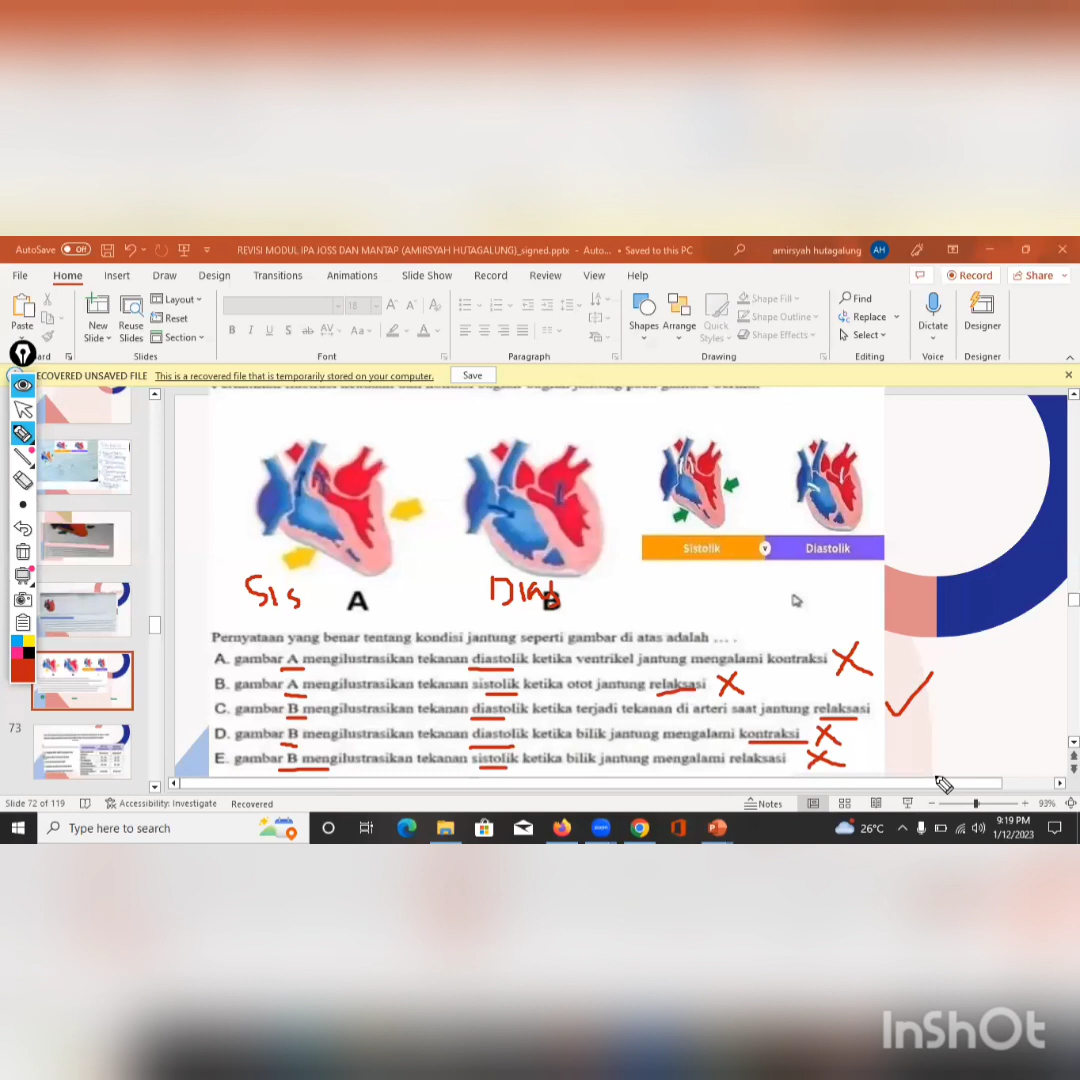 AutoSave Off REVISI MODUL IPA JOSS DAN MANTAP (AMIRSYAH HUTAGALUNG)_signed.pptx - Auto... • Saved to this PC amirsyah hutagalung AH
File Home Insert Draw Design Transitions Animations Slide Show Record Review View Help Record Share
Paste
New Slide
Reuse Slides
Layout
Reset
Section
18
B I U S ab AV Aa A
Shapes Arrange Quick Styles
Shape Fill
Shape Outline
Shape Effects
Find
Replace
Select
Dictate
Designer
Slides Font Paragraph Drawing Editing Voice Designer
ECOVERED UNSAVED FILE This is a recovered file that is temporarily stored on your computer. Save
Sistolik v Diastolik
Sis A Dias B
Pernyataan yang benar tentang kondisi jantung seperti gambar di atas adalah ... .
A. gambar A mengilustrasikan tekanan diastolik ketika ventrikel jantung mengalami kontraksi
B. gambar A mengilustrasikan tekanan sistolik ketika otot jantung relaksasi
C. gambar B mengilustrasikan tekanan diastolik ketika terjadi tekanan di arteri saat jantung relaksasi
D. gambar B mengilustrasikan tekanan diastolik ketika bilik jantung mengalami kontraksi
E. gambar B mengilustrasikan tekanan sistolik ketika bilik jantung mengalami relaksasi
73
Slide 72 of 119 Accessibility: Investigate Recovered Notes 93%
Type here to search 26°C 9:19 PM
1/12/2023
InShOt